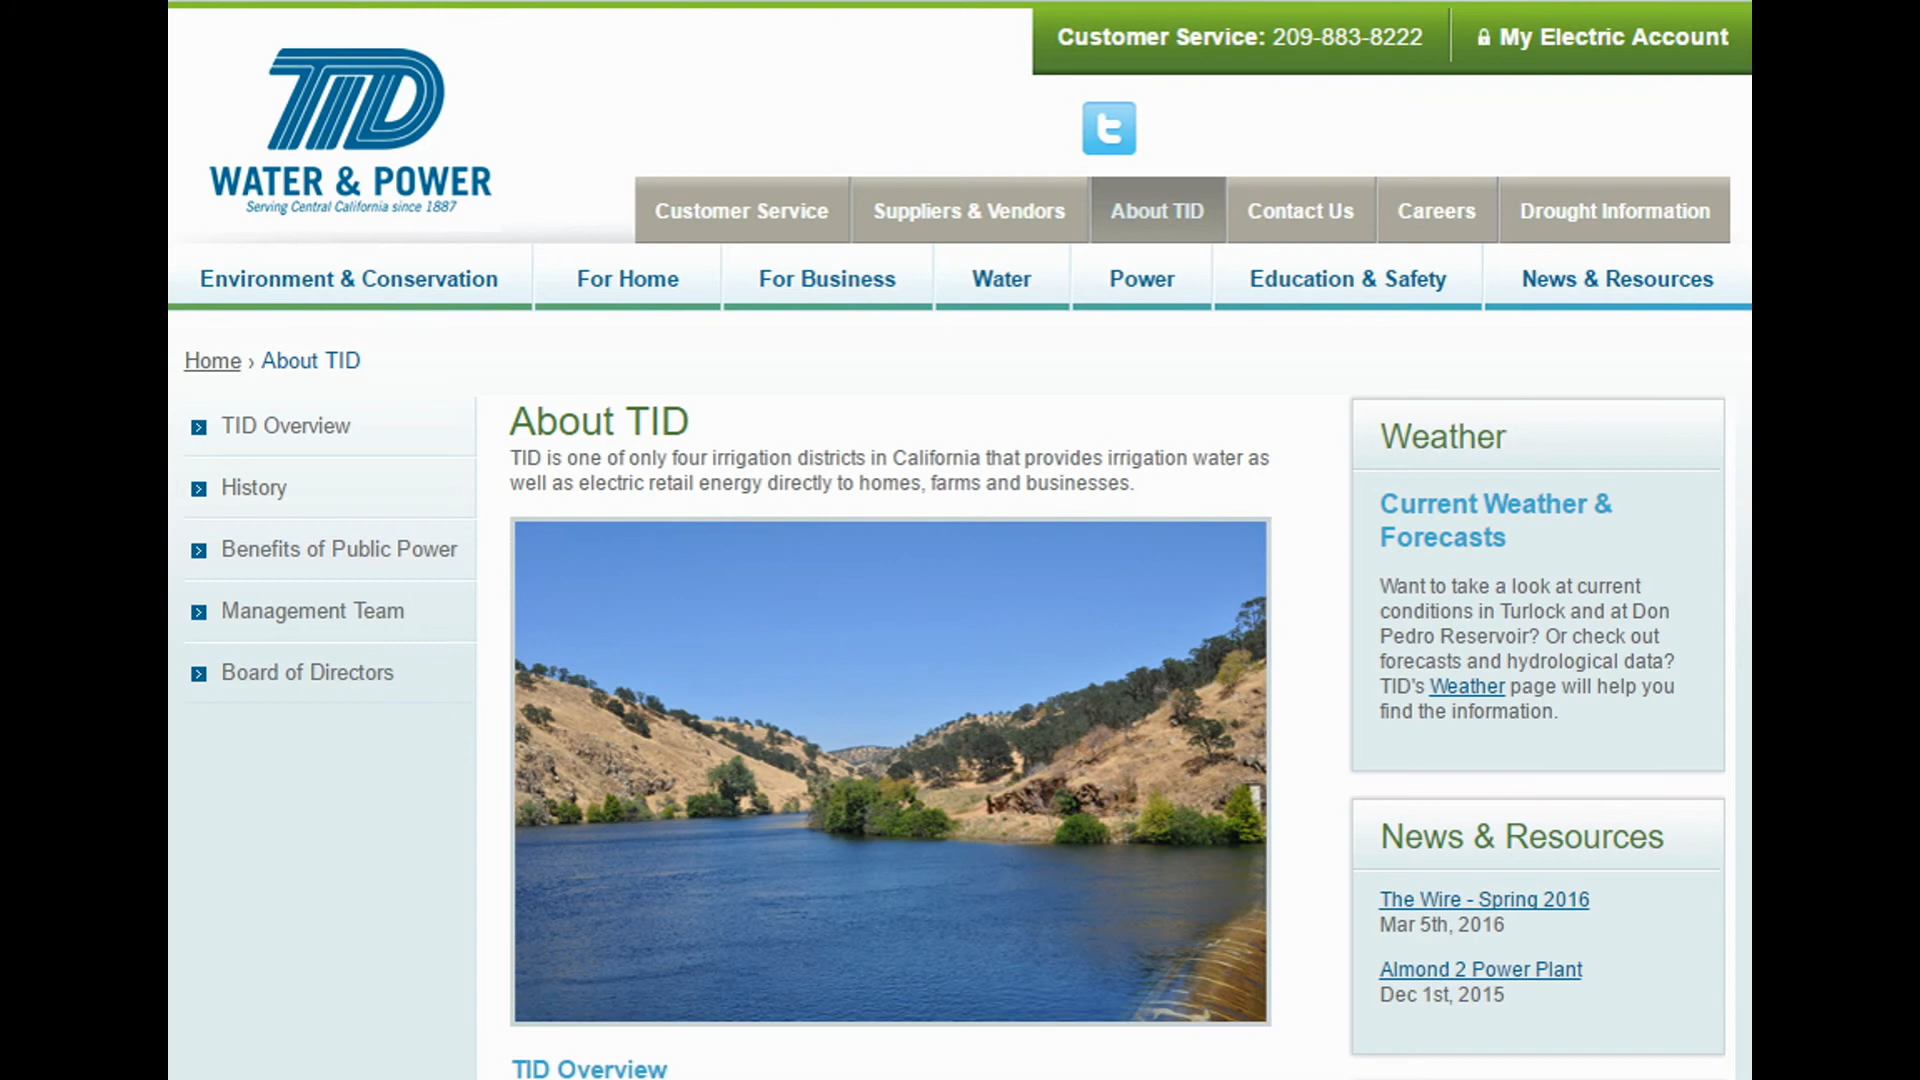 Customer Service: 209-883-8222
My Electric Account
TID
WATER & POWER
Serving Central California since 1887
Customer Service
Suppliers & Vendors
About TID
Contact Us
Careers
Drought Information
Environment & Conservation
For Home
For Business
Water
Power
Education & Safety
News & Resources
Home › About TID
TID Overview
History
Benefits of Public Power
Management Team
Board of Directors
About TID
TID is one of only four irrigation districts in California that provides irrigation water as
well as electric retail energy directly to homes, farms and businesses.
TID Overview
Weather
Current Weather &
Forecasts
Want to take a look at current
conditions in Turlock and at Don
Pedro Reservoir? Or check out
forecasts and hydrological data?
TID's Weather page will help you
find the information.
News & Resources
The Wire - Spring 2016
Mar 5th, 2016
Almond 2 Power Plant
Dec 1st, 2015